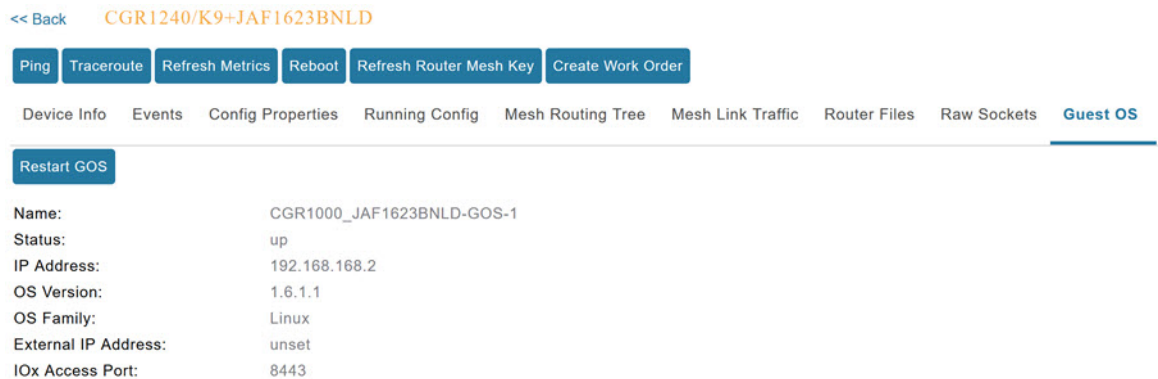 << Back CGR1240/K9+JAF1623BNLD
Ping Traceroute Refresh Metrics Reboot Refresh Router Mesh Key Create Work Order
Device Info Events Config Properties Running Config Mesh Routing Tree Mesh Link Traffic Router Files Raw Sockets Guest OS
Restart GOS
Name: CGR1000_JAF1623BNLD-GOS-1
Status: up
IP Address: 192.168.168.2
OS Version: 1.6.1.1
OS Family: Linux
External IP Address: unset
IOx Access Port: 8443